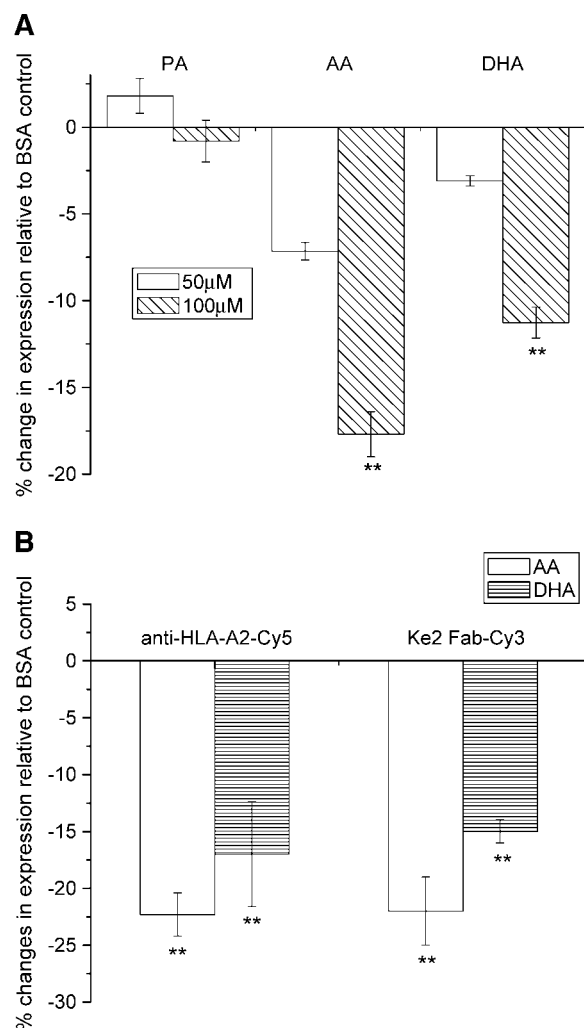 A
PA AA DHA
% change in expression relative to BSA control
0
-5
-10
-15
-20
50μM
100μM
**
**
B
AA
DHA
% changes in expression relative to BSA control
anti-HLA-A2-Cy5 Ke2 Fab-Cy3
5
0
-5
-10
-15
-20
-25
-30
**
**
**
**